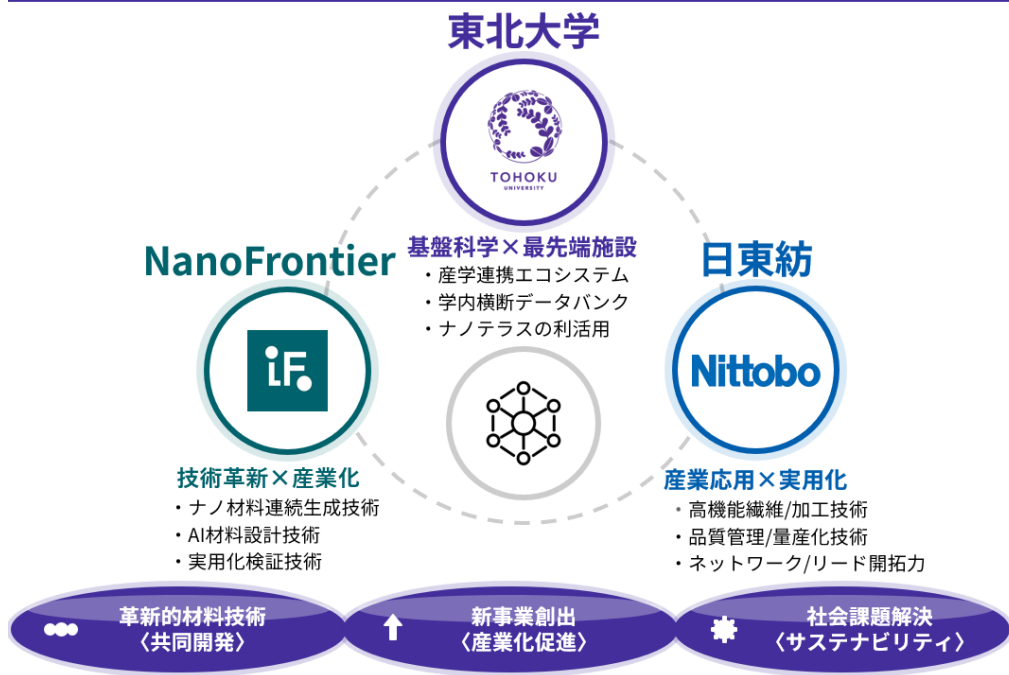 東北大学
TOHOKU
UNIVERSITY
基盤科学×最先端施設
・産学連携エコシステム
・学内横断データバンク
・ナノテラスの利活用
NanoFrontier
iF.
技術革新×産業化
・ナノ材料連続生成技術
・AI材料設計技術
・実用化検証技術
日東紡
Nittobo
産業応用×実用化
・高機能繊維/加工技術
・品質管理/量産化技術
・ネットワーク/リード開拓力
革新的材料技術
〈共同開発〉
新事業創出
〈産業化促進〉
社会課題解決
〈サステナビリティ〉